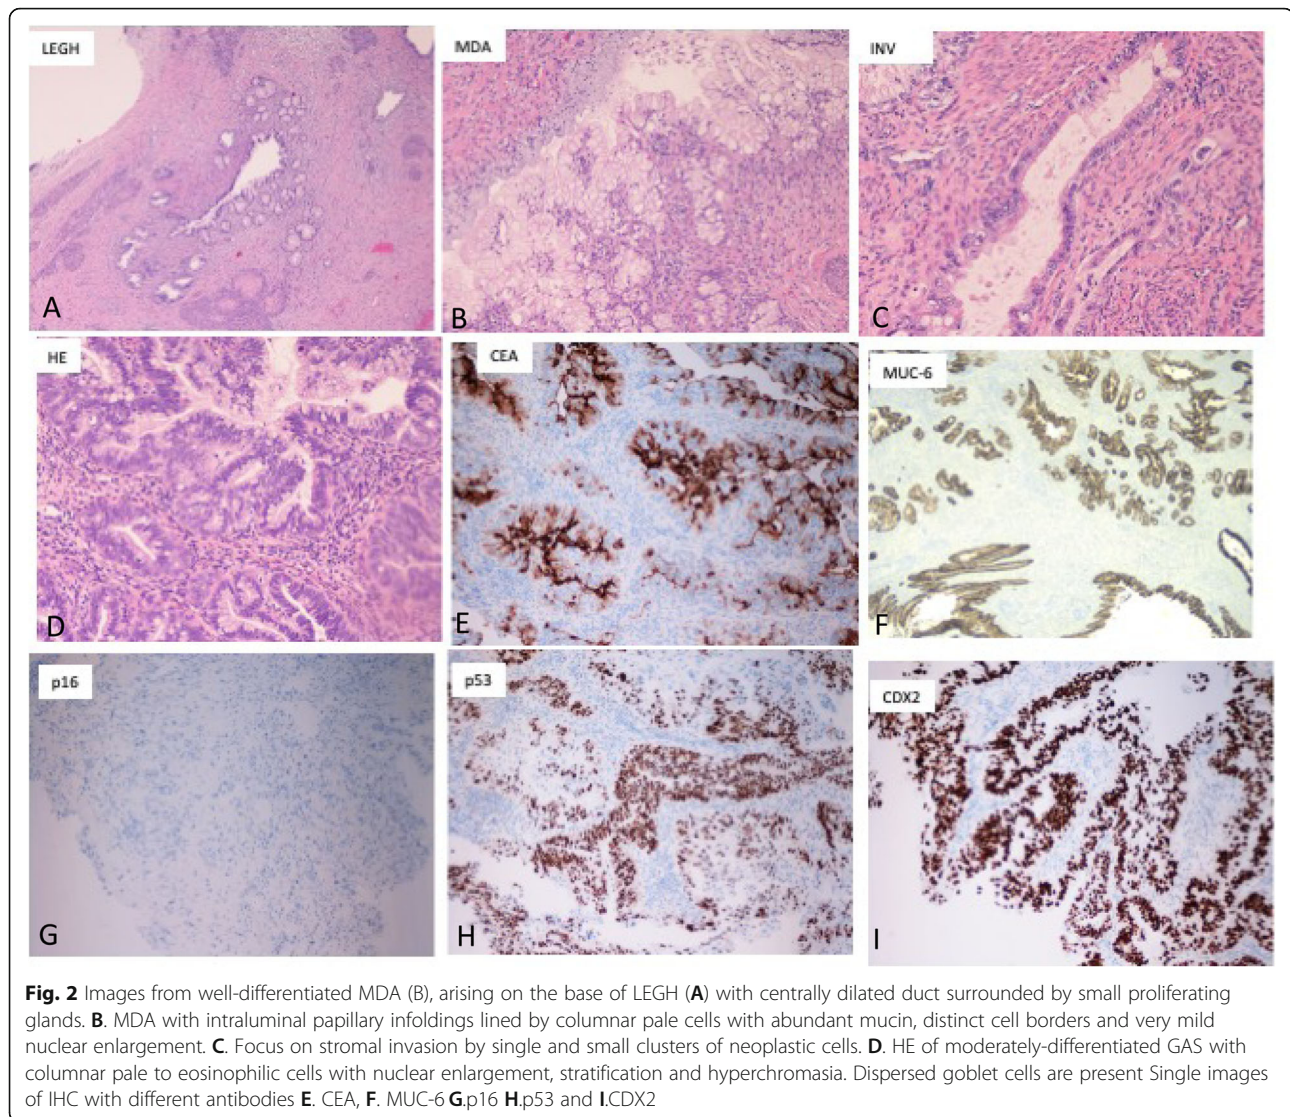 LEGH
MDA
INV
A
B
C
HE
CEA
MUC-6
D
E
F
p16
p53
CDX2
G
H
I
Fig. 2 Images from well-differentiated MDA (B), arising on the base of LEGH (A) with centrally dilated duct surrounded by small proliferating
glands. B. MDA with intraluminal papillary infoldings lined by columnar pale cells with abundant mucin, distinct cell borders and very mild
nuclear enlargement. C. Focus on stromal invasion by single and small clusters of neoplastic cells. D. HE of moderately-differentiated GAS with
columnar pale to eosinophilic cells with nuclear enlargement, stratification and hyperchromasia. Dispersed goblet cells are present Single images
of IHC with different antibodies E. CEA, F. MUC-6 G.p16 H.p53 and I.CDX2